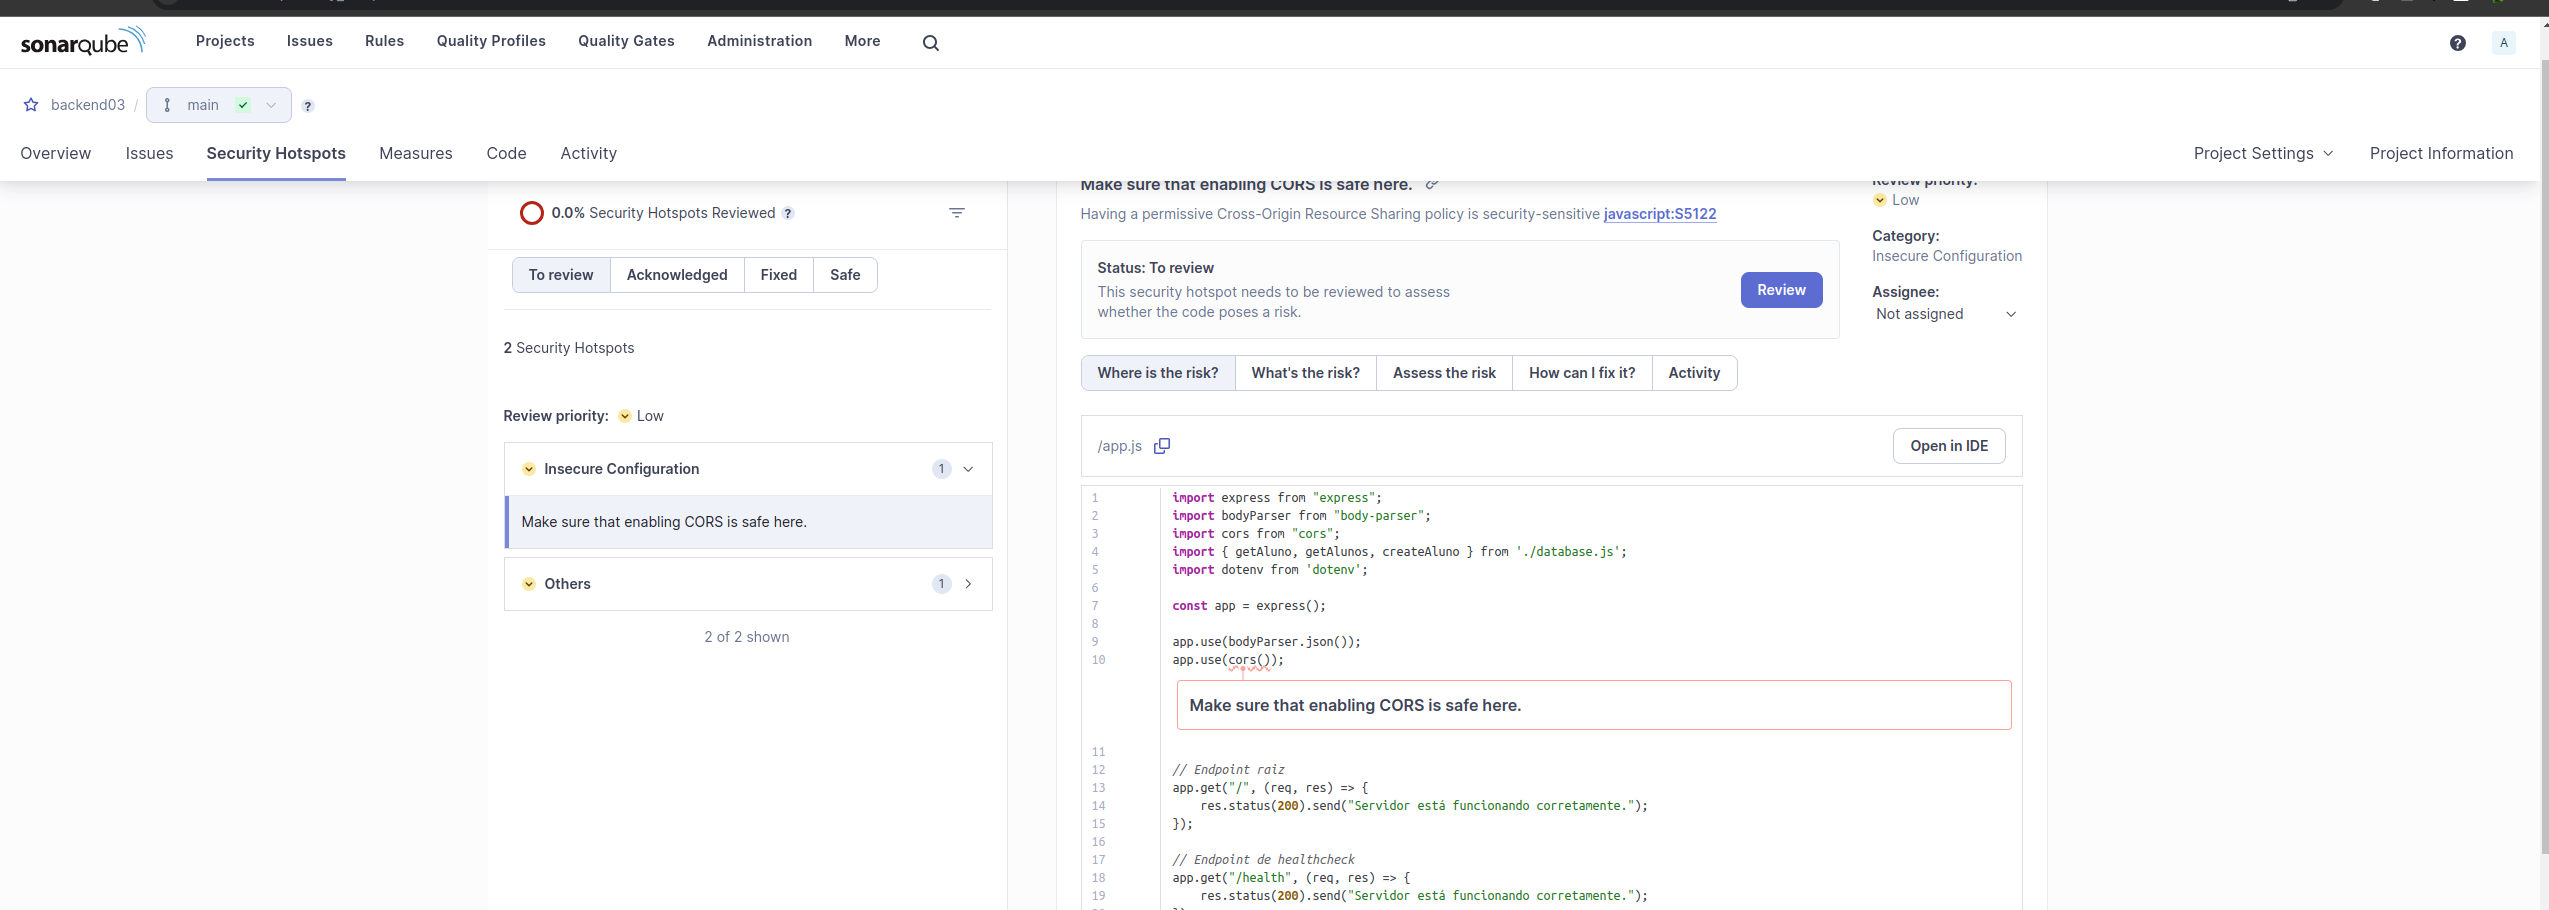 sonarqube
Projects Issues Rules Quality Profiles Quality Gates Administration More
? A
backend03 / main ?
Overview Issues Security Hotspots Measures Code Activity Project Settings Project Information
0.0% Security Hotspots Reviewed ?
To review Acknowledged Fixed Safe
2 Security Hotspots
Review priority: Low
Insecure Configuration 1
Make sure that enabling CORS is safe here.
Others 1
2 of 2 shown
Make sure that enabling CORS is safe here.
Having a permissive Cross-Origin Resource Sharing policy is security-sensitive javascript:S5122
Status: To review
This security hotspot needs to be reviewed to assess
whether the code poses a risk.
Review
Review priority:
Low
Category:
Insecure Configuration
Assignee:
Not assigned
Where is the risk? What's the risk? Assess the risk How can I fix it? Activity
/app.js Open in IDE
1 import express from "express";
2 import bodyParser from "body-parser";
3 import cors from "cors";
4 import { getAluno, getAlunos, createAluno } from './database.js';
5 import dotenv from 'dotenv';
6
7 const app = express();
8
9 app.use(bodyParser.json());
10 app.use(cors());
Make sure that enabling CORS is safe here.
11
12 // Endpoint raiz
13 app.get("/", (req, res) => {
14 res.status(200).send("Servidor está funcionando corretamente.");
15 });
16
17 // Endpoint de healthcheck
18 app.get("/health", (req, res) => {
19 res.status(200).send("Servidor está funcionando corretamente.");